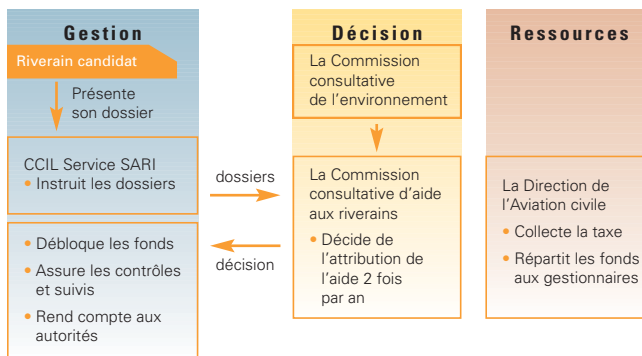 Gestion
Riverain candidat
Présente
son dossier
CCIL Service SARI
• Instruit les dossiers
• Débloque les fonds
• Assure les contrôles
et suivis
• Rend compte aux
autorités
dossiers
décision
Décision
La Commission
consultative
de l'environnement
La Commission
consultative d'aide
aux riverains
• Décide de
l'attribution de
l'aide 2 fois
par an
Ressources
La Direction de
l'Aviation civile
• Collecte la taxe
• Répartit les fonds
aux gestionnaires